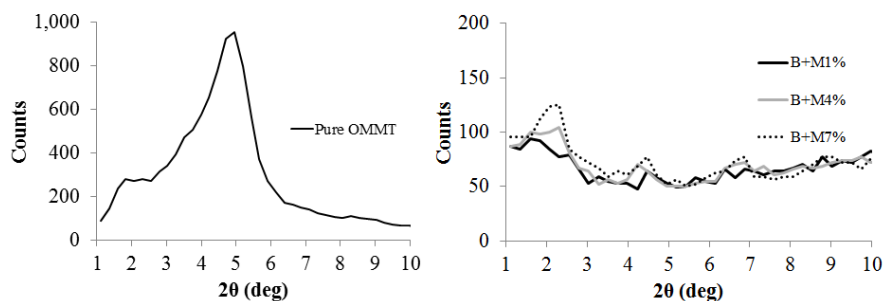 1,000
800
600
400
200
0
Counts
1 2 3 4 5 6 7 8 9 10
2θ (deg)
Pure OMMT
200
150
100
50
0
Counts
1 2 3 4 5 6 7 8 9 10
2θ (deg)
B+M1%
B+M4%
B+M7%